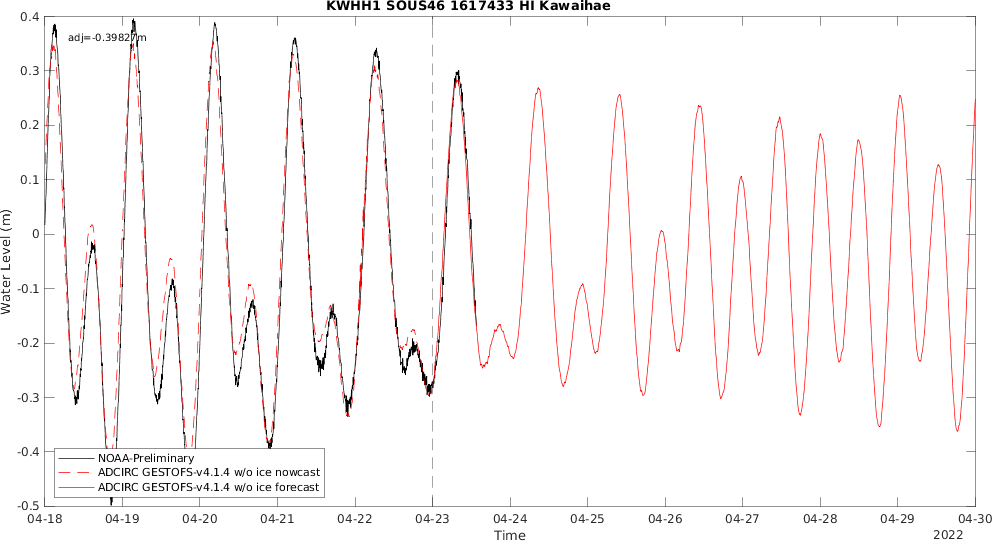 KWHH1 SOUS46 1617433 HI Kawaihae
adj=-0.39827m
0.4
0.3
0.2
0.1
0
-0.1
-0.2
-0.3
-0.4
-0.5
Water Level (m)
NOAA-Preliminary
ADCIRC GESTOFS-v4.1.4 w/o ice nowcast
ADCIRC GESTOFS-v4.1.4 w/o ice forecast
04-18 04-19 04-20 04-21 04-22 04-23 04-24 04-25 04-26 04-27 04-28 04-29 04-30
Time
2022